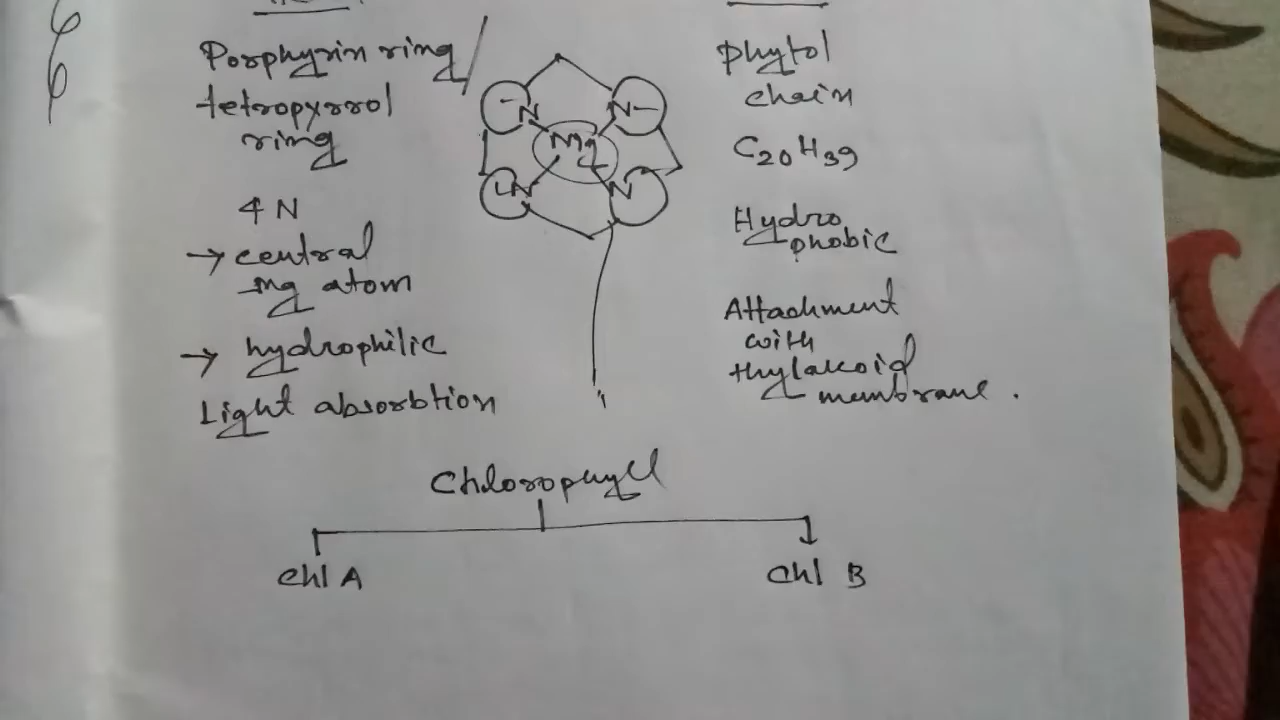 Porphyrin ring/
tetropyrrol
ring
4 N
→ central
mg atom
→ hydrophilic
Light absorbtion
N N
Mg
N N
phytol
chain
C20H39
Hydro
phobic
Attachment
with
thylakoid
membrane.
Chlorophyll
Chl A
Chl B